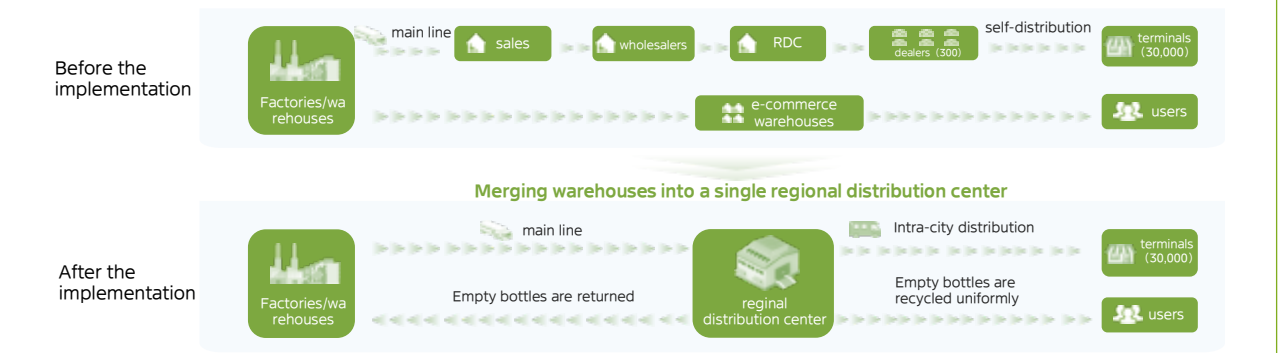 Before the
implementation
Factories/wa
rehouses
main line
sales
wholesalers
RDC
dealers (300)
self-distribution
terminals
(30,000)
e-commerce
warehouses
users
Merging warehouses into a single regional distribution center
After the
implementation
Factories/wa
rehouses
main line
Empty bottles are returned
reginal
distribution center
Intra-city distribution
Empty bottles are
recycled uniformly
terminals
(30,000)
users